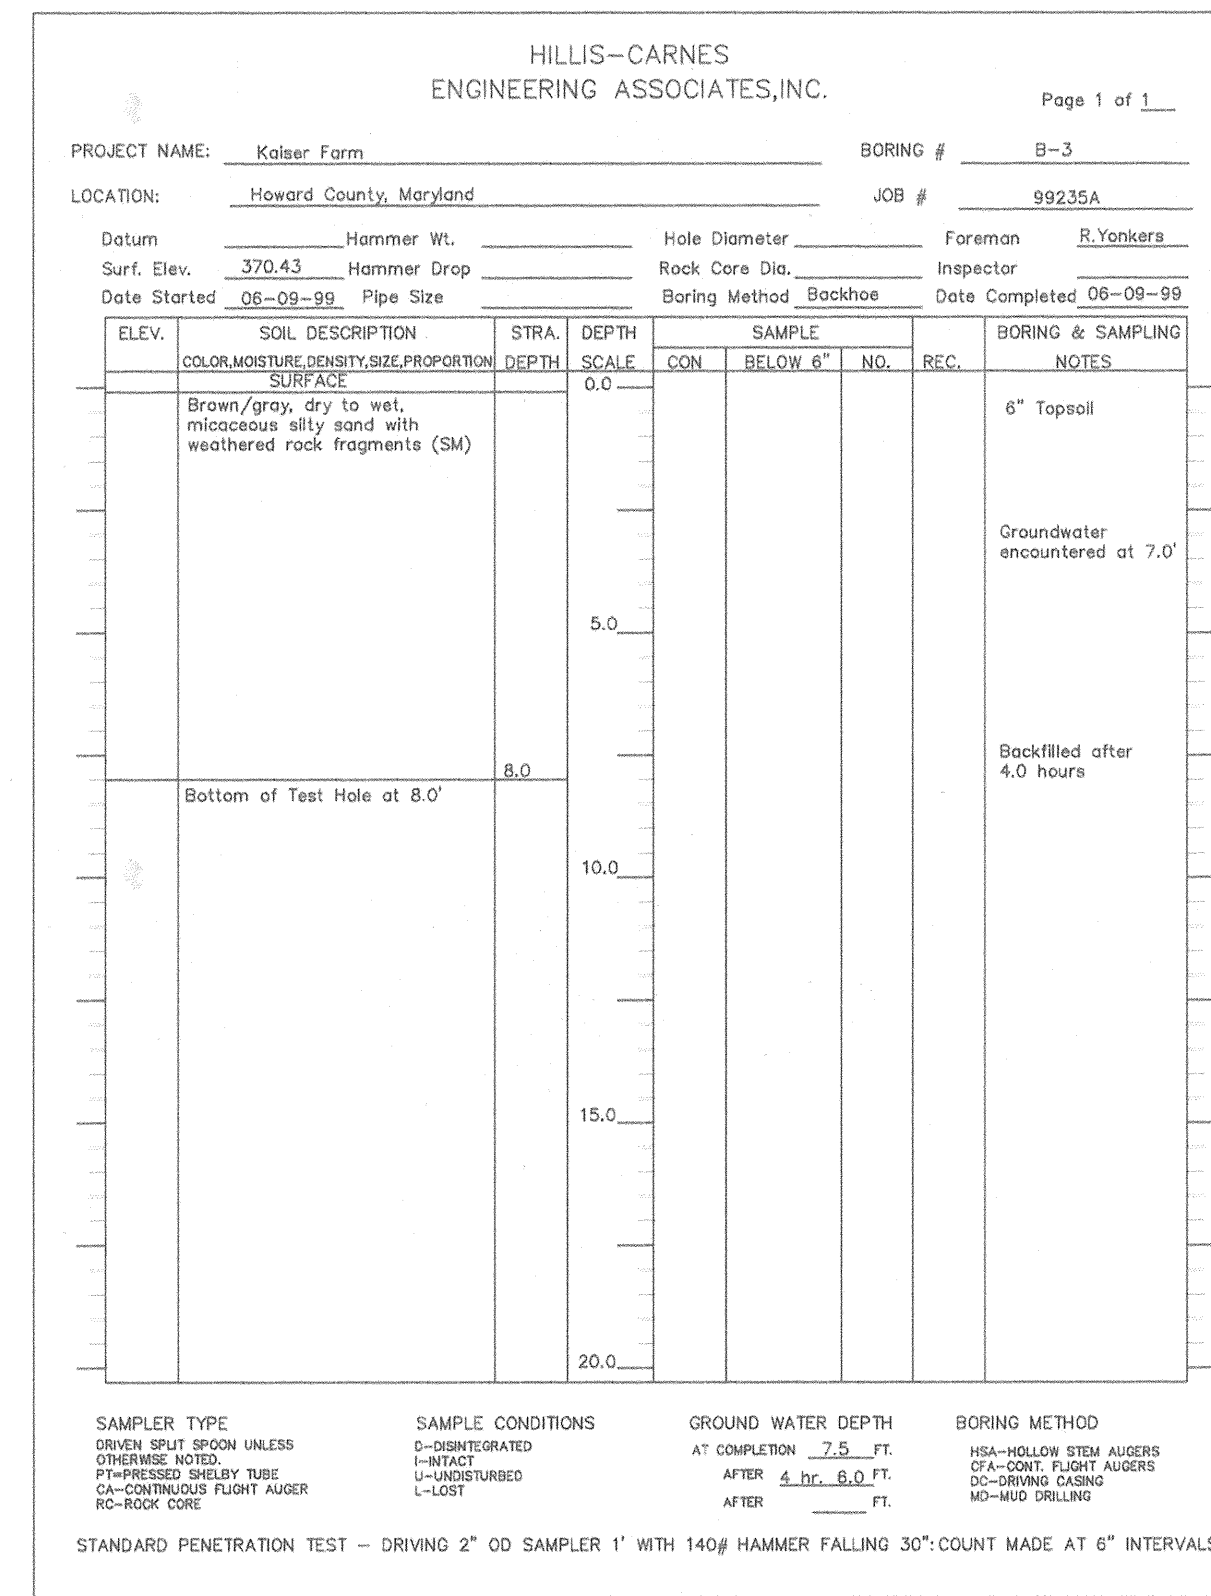 HILLIS-CARNES
ENGINEERING ASSOCIATES,INC.
Page 1 of 1
PROJECT NAME: Kaiser Farm BORING # B-3
LOCATION: Howard County, Maryland JOB # 99235A
Datum Hammer Wt. Hole Diameter Foreman R.Yonkers
Surf. Elev. 370.43 Hammer Drop Rock Core Dia. Inspector
Date Started 06-09-99 Pipe Size Boring Method Backhoe Date Completed 06-09-99
ELEV. SOIL DESCRIPTION STRA. DEPTH SAMPLE BORING & SAMPLING
COLOR,MOISTURE,DENSITY,SIZE,PROPORTION DEPTH SCALE CON BELOW 6" NO. REC. NOTES
SURFACE 0.0
Brown/gray, dry to wet, 6" Topsoil
micaceous silty sand with
weathered rock fragments (SM)
Groundwater
encountered at 7.0'
5.0
Backfilled after
8.0 4.0 hours
Bottom of Test Hole at 8.0'
10.0
15.0
20.0
SAMPLER TYPE
DRIVEN SPLIT SPOON UNLESS
OTHERWISE NOTED.
PT=PRESSED SHELBY TUBE
CA-CONTINUOUS FLIGHT AUGER
RC-ROCK CORE
SAMPLE CONDITIONS
D-DISINTEGRATED
I-INTACT
U-UNDISTURBED
L-LOST
GROUND WATER DEPTH
AT COMPLETION 7.5 FT.
AFTER 4 hr. 6.0 FT.
AFTER FT.
BORING METHOD
HSA-HOLLOW STEM AUGERS
CFA-CONT. FLIGHT AUGERS
DC-DRIVING CASING
MD-MUD DRILLING
STANDARD PENETRATION TEST - DRIVING 2" OD SAMPLER 1' WITH 140# HAMMER FALLING 30":COUNT MADE AT 6" INTERVALS